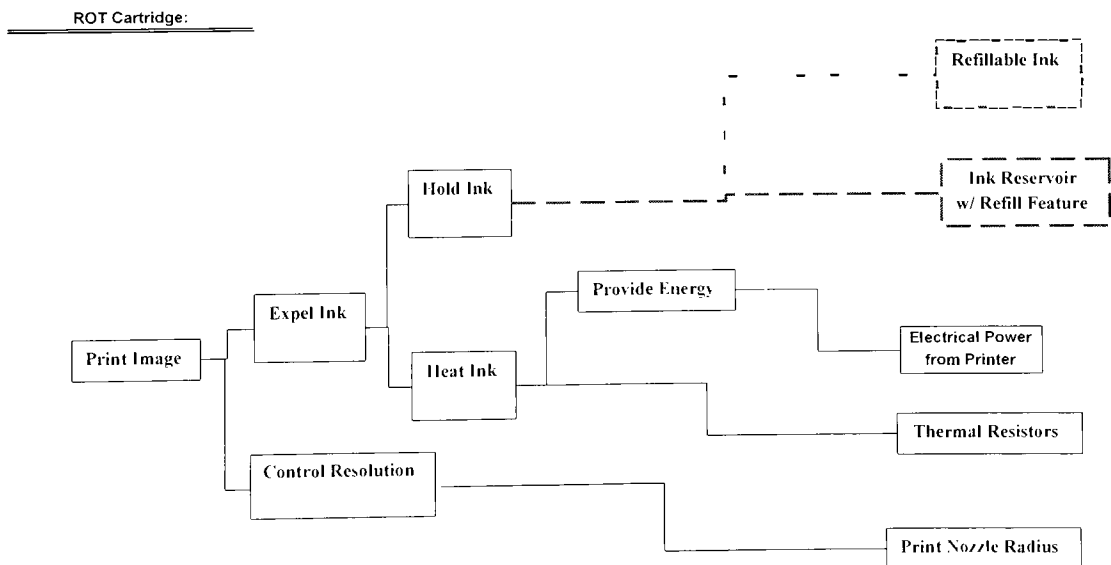 ROT Cartridge:
Refillable Ink
Hold Ink
Ink Reservoir
w/ Refill Feature
Provide Energy
Expel Ink
Electrical Power
from Printer
Print Image
Heat Ink
Thermal Resistors
Control Resolution
Print Nozzle Radius